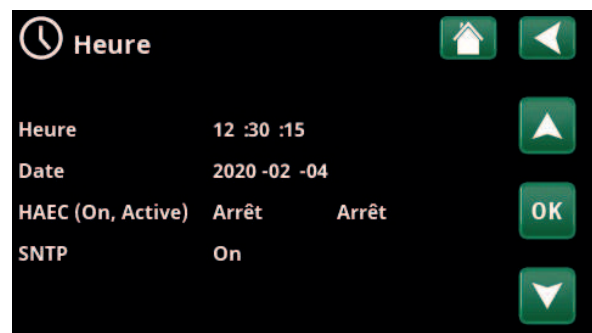 Heure
Heure 12 :30 :15
Date 2020 -02 -04
HAEC (On, Active) Arrêt Arrêt
OK
SNTP On